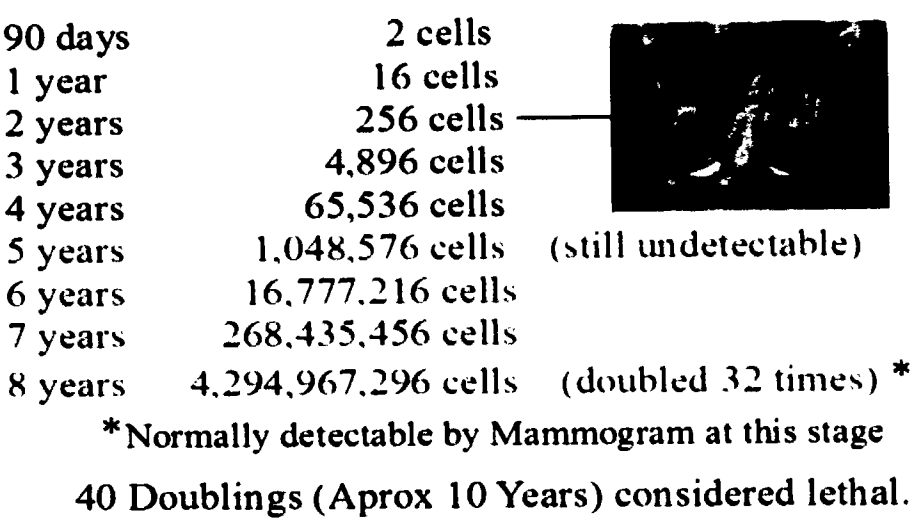 90 days 2 cells
1 year 16 cells
2 years 256 cells
3 years 4,896 cells
4 years 65,536 cells
5 years 1,048,576 cells (still undetectable)
6 years 16,777,216 cells
7 years 268,435,456 cells
8 years 4,294,967,296 cells (doubled 32 times) *
*Normally detectable by Mammogram at this stage
40 Doublings (Aprox 10 Years) considered lethal.